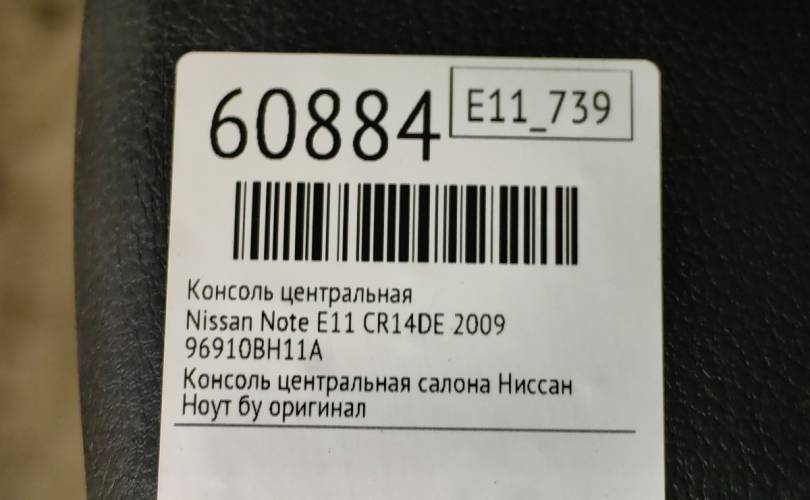 60884
E11_739
Консоль центральная
Nissan Note E11 CR14DE 2009
96910BH11A
Консоль центральная салона Ниссан
Ноут бу оригинал